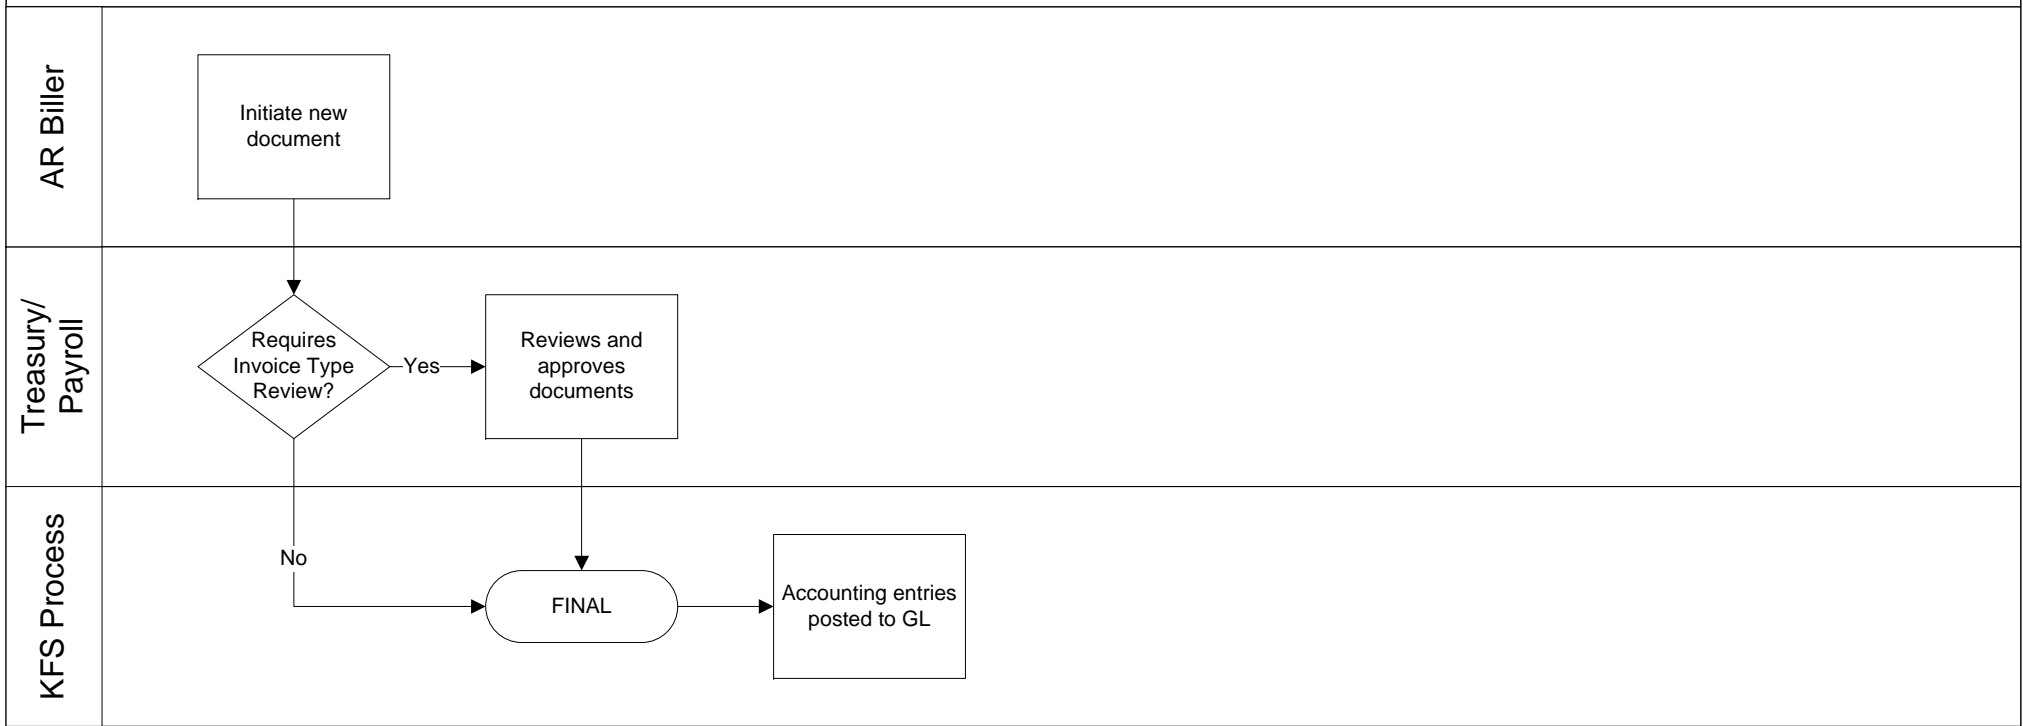 AR Biller
Initiate new
document
Treasury/
Payroll
Requires
Invoice Type
Review?
Yes
Reviews and
approves
documents
KFS Process
No
FINAL
Accounting entries
posted to GL